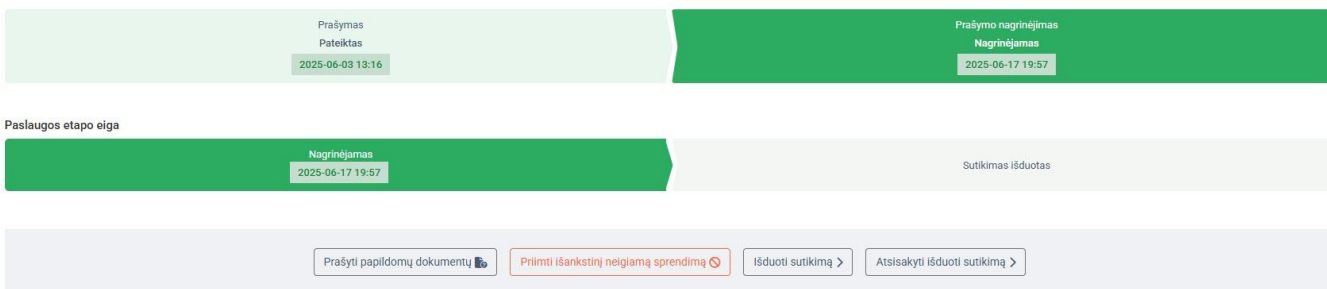 Prašymas
Pateiktas
2025-06-03 13:16
Prašymo nagrinėjimas
Nagrinėjamas
2025-06-17 19:57
Paslaugos etapo eiga
Nagrinėjamas
2025-06-17 19:57
Sutikimas išduotas
Prašyti papildomų dokumentų
Priimti išankstinį neigiamą sprendimą
Išduoti sutikimą
Atsisakyti išduoti sutikimą